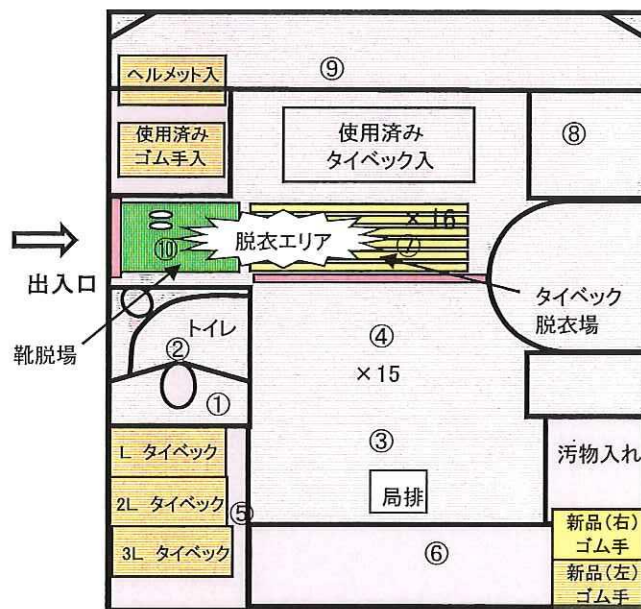 ⑨
ヘルメット入
使用済み
ゴム手入
使用済み
タイベック入
⑧
×16
脱衣エリア
⑦
⑩
出入口
靴脱場
タイベック
脱衣場
トイレ
②
①
④
×15
③
局排
L タイベック
2L タイベック
3L タイベック
⑤
⑥
汚物入れ
新品(右)
ゴム手
新品(左)
ゴム手